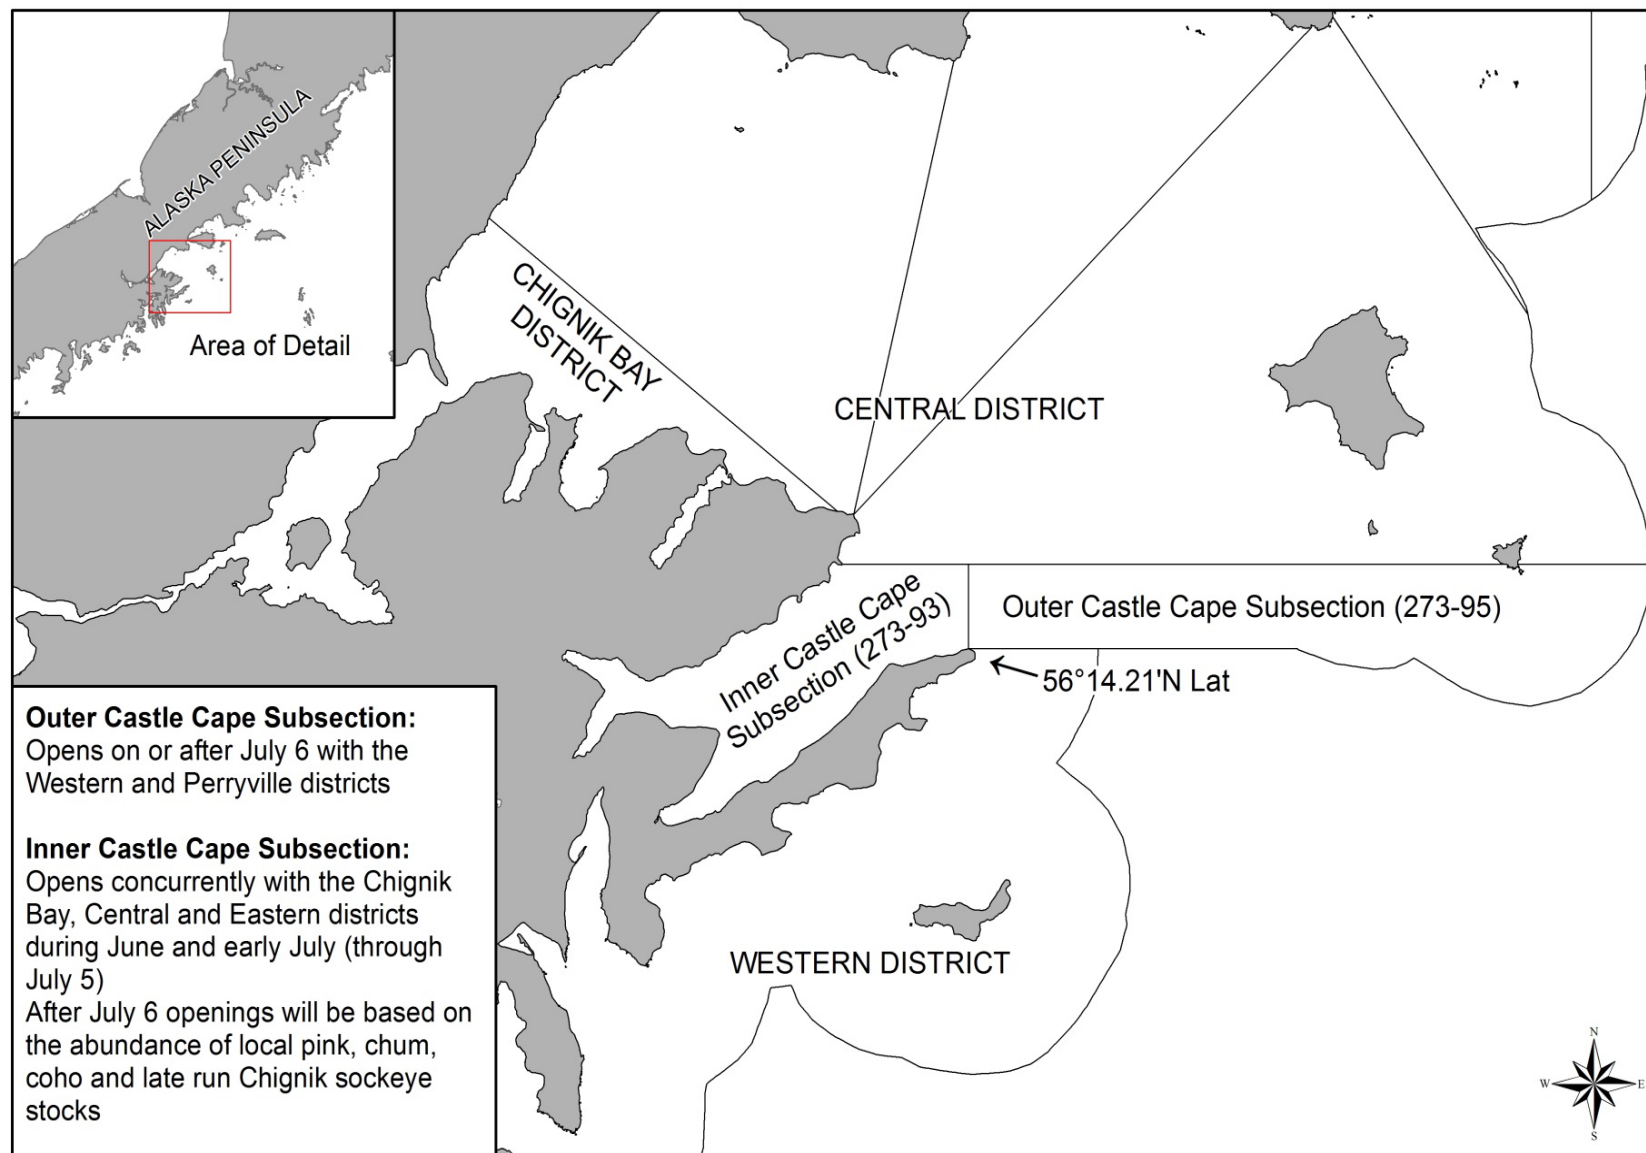 ALASKA PENINSULA
Area of Detail
CHIGNIK BAY
DISTRICT
CENTRAL DISTRICT
Inner Castle Cape
Subsection (273-93)
Outer Castle Cape Subsection (273-95)
56°14.21'N Lat
WESTERN DISTRICT
Outer Castle Cape Subsection:
Opens on or after July 6 with the
Western and Perryville districts
Inner Castle Cape Subsection:
Opens concurrently with the Chignik
Bay, Central and Eastern districts
during June and early July (through
July 5)
After July 6 openings will be based on
the abundance of local pink, chum,
coho and late run Chignik sockeye
stocks
N
W
E
S